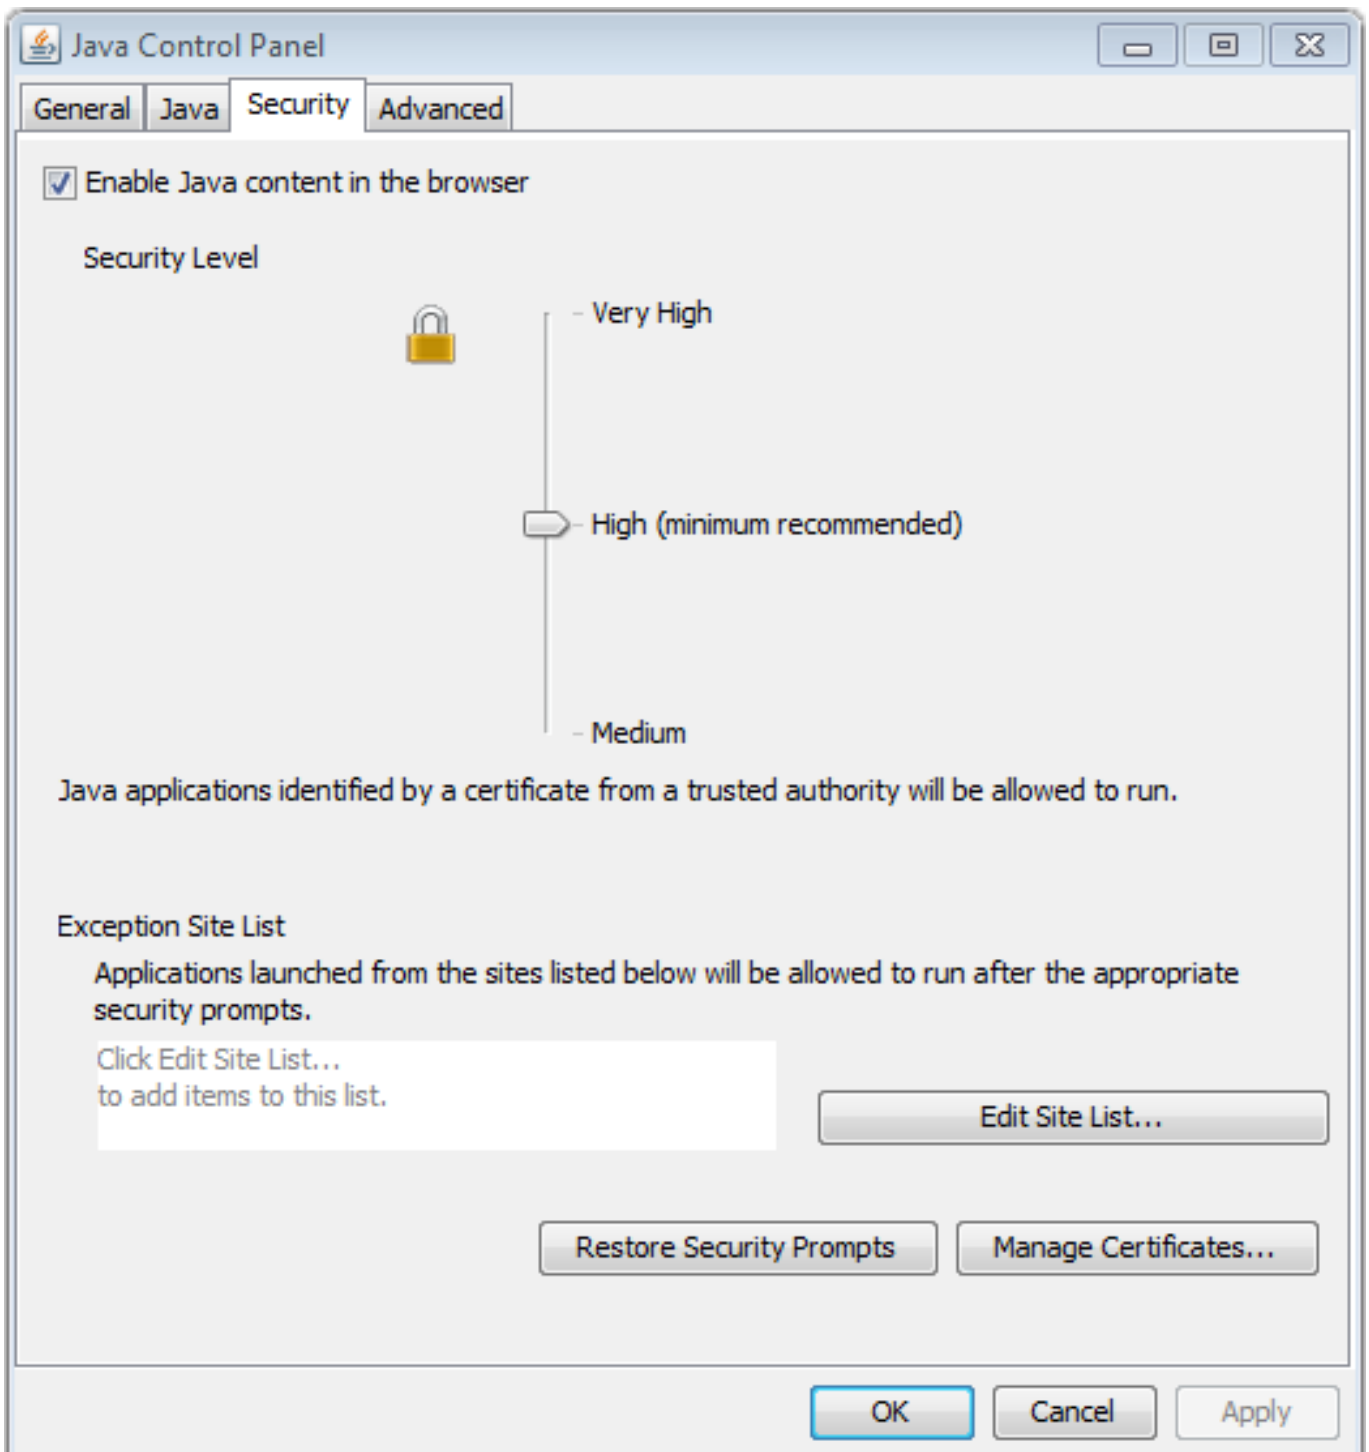 Java Control Panel
General Java Security Advanced
Enable Java content in the browser
Security Level
Very High
High (minimum recommended)
Medium
Java applications identified by a certificate from a trusted authority will be allowed to run.
Exception Site List
Applications launched from the sites listed below will be allowed to run after the appropriate
security prompts.
Click Edit Site List...
to add items to this list.
Edit Site List...
Restore Security Prompts Manage Certificates...
OK Cancel Apply